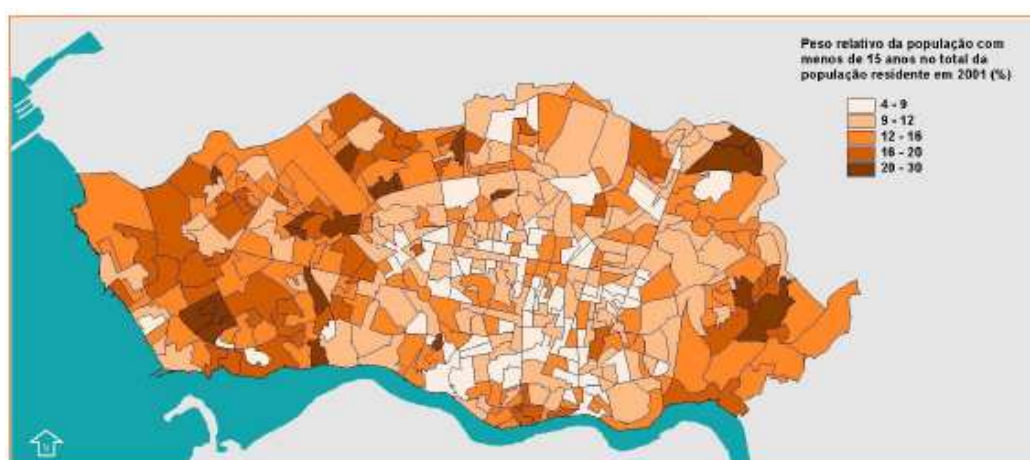 Peso relativo da população com
menos de 15 anos no total da
população residente em 2001 (%)
4 - 9
9 - 12
12 - 16
16 - 20
20 - 30
N